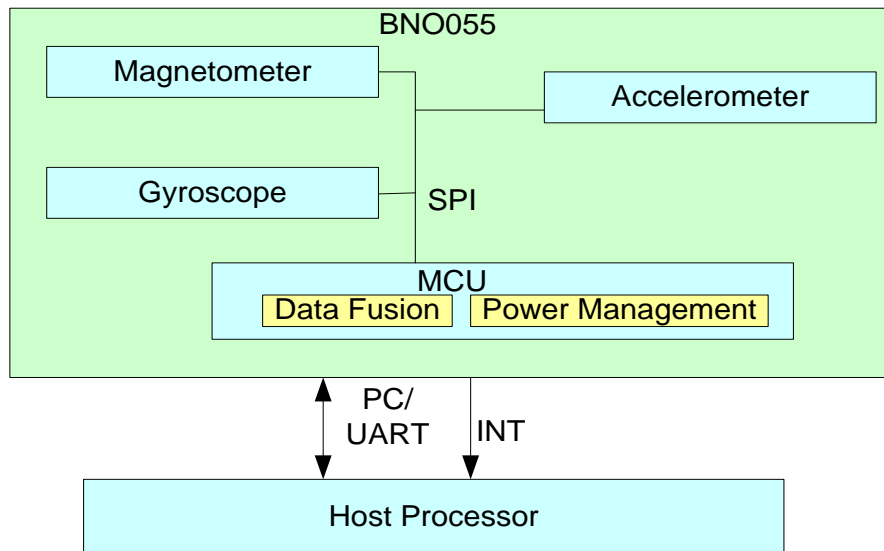 BNO055
Magnetometer
Accelerometer
Gyroscope
SPI
MCU
Data Fusion
Power Management
PC/
UART
INT
Host Processor